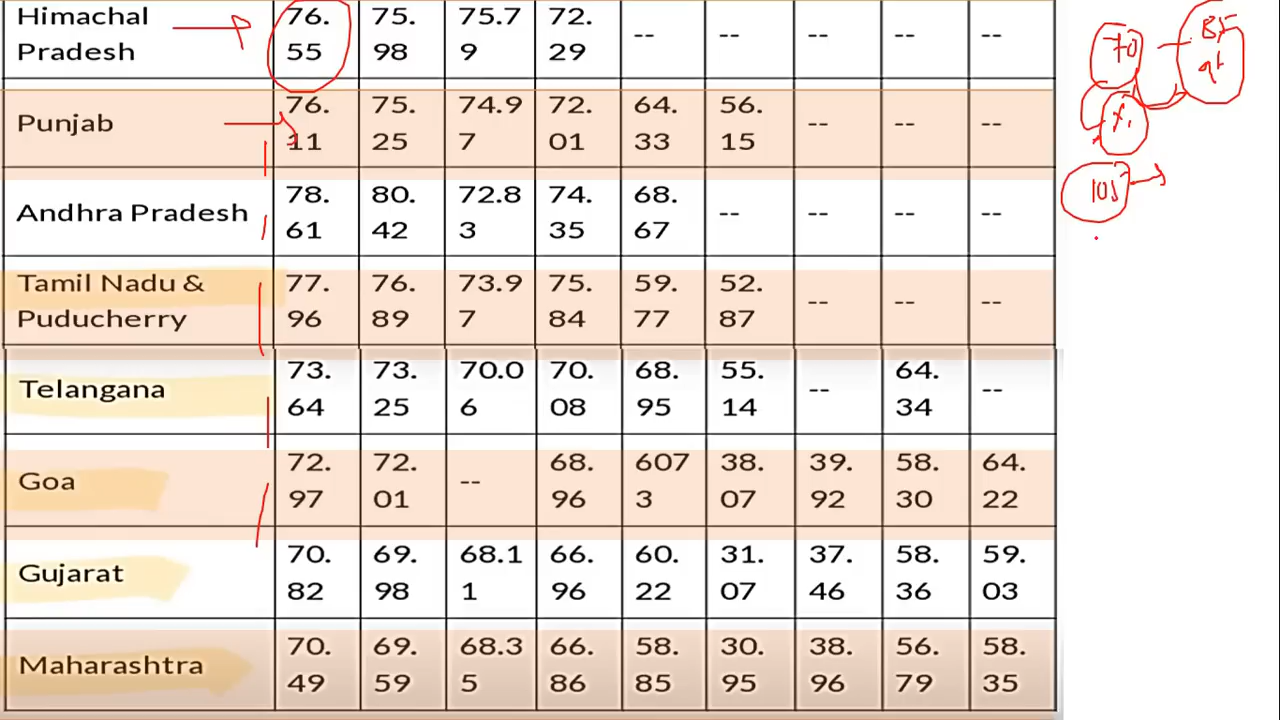 Himachal Pradesh 76.55 75.98 75.79 72.29 -- -- -- -- --
Punjab 76.11 75.25 74.97 72.01 64.33 56.15 -- -- --
Andhra Pradesh 78.61 80.42 72.83 74.35 68.67 -- -- -- --
Tamil Nadu & Puducherry 77.96 76.89 73.97 75.84 59.77 52.87 -- -- --
Telangana 73.64 73.25 70.06 70.08 68.95 55.14 -- 64.34 --
Goa 72.97 72.01 -- 68.96 6073 38.07 39.92 58.30 64.22
Gujarat 70.82 69.98 68.11 66.96 60.22 31.07 37.46 58.36 59.03
Maharashtra 70.49 69.59 68.35 66.86 58.85 30.95 38.96 56.79 58.35
70
105